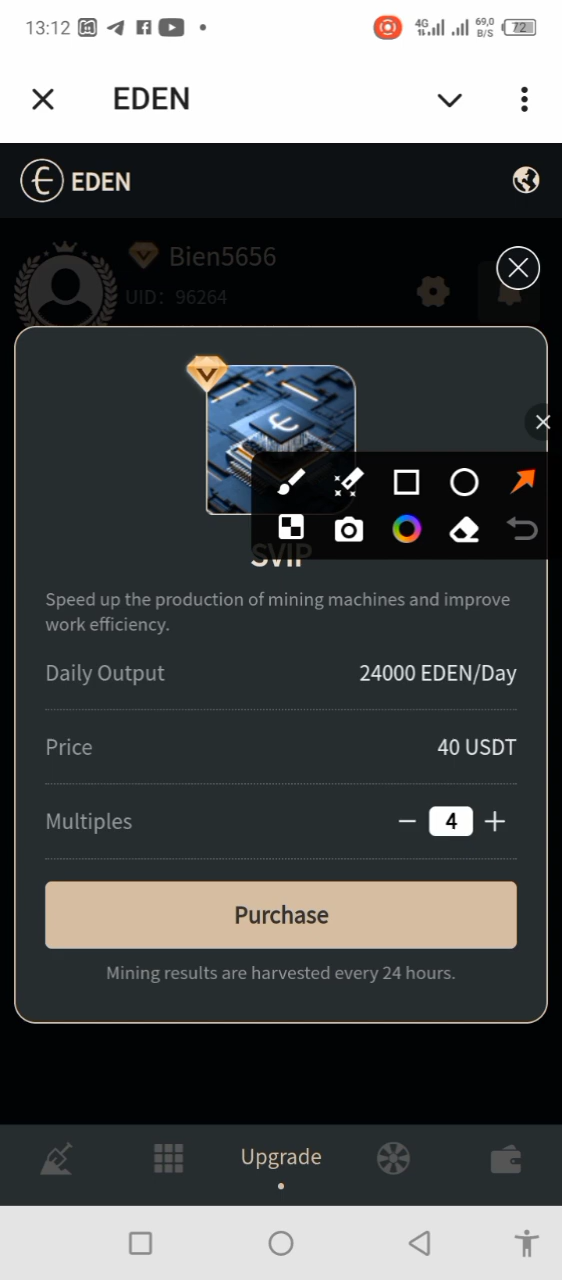 13:12
4G
69,0
B/S
72
EDEN
EDEN
Bien5656
UID: 96264
SVIP
Speed up the production of mining machines and improve
work efficiency.
Daily Output 24000 EDEN/Day
Price 40 USDT
Multiples − 4 +
Purchase
Mining results are harvested every 24 hours.
Upgrade